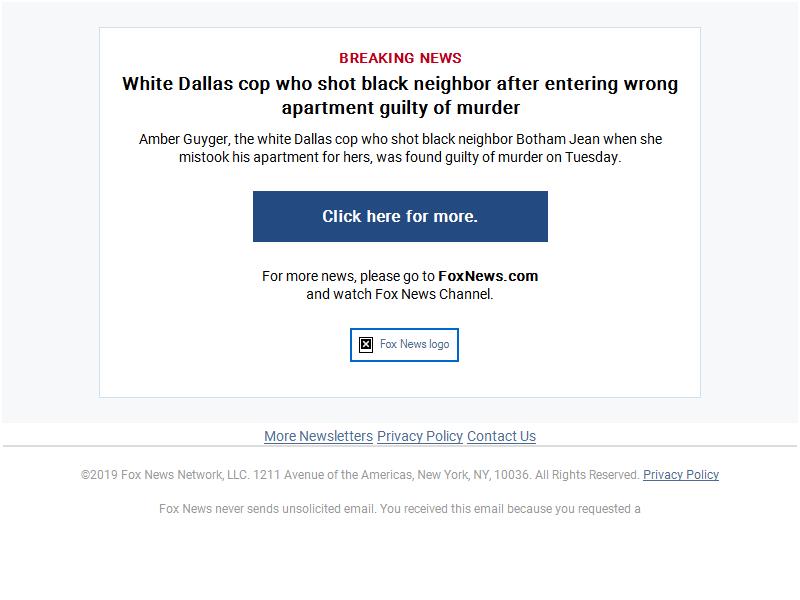 BREAKING NEWS
White Dallas cop who shot black neighbor after entering wrong
apartment guilty of murder
Amber Guyger, the white Dallas cop who shot black neighbor Botham Jean when she
mistook his apartment for hers, was found guilty of murder on Tuesday.
Click here for more.
For more news, please go to FoxNews.com
and watch Fox News Channel.
Fox News logo
More Newsletters Privacy Policy Contact Us
©2019 Fox News Network, LLC. 1211 Avenue of the Americas, New York, NY, 10036. All Rights Reserved. Privacy Policy
Fox News never sends unsolicited email. You received this email because you requested a